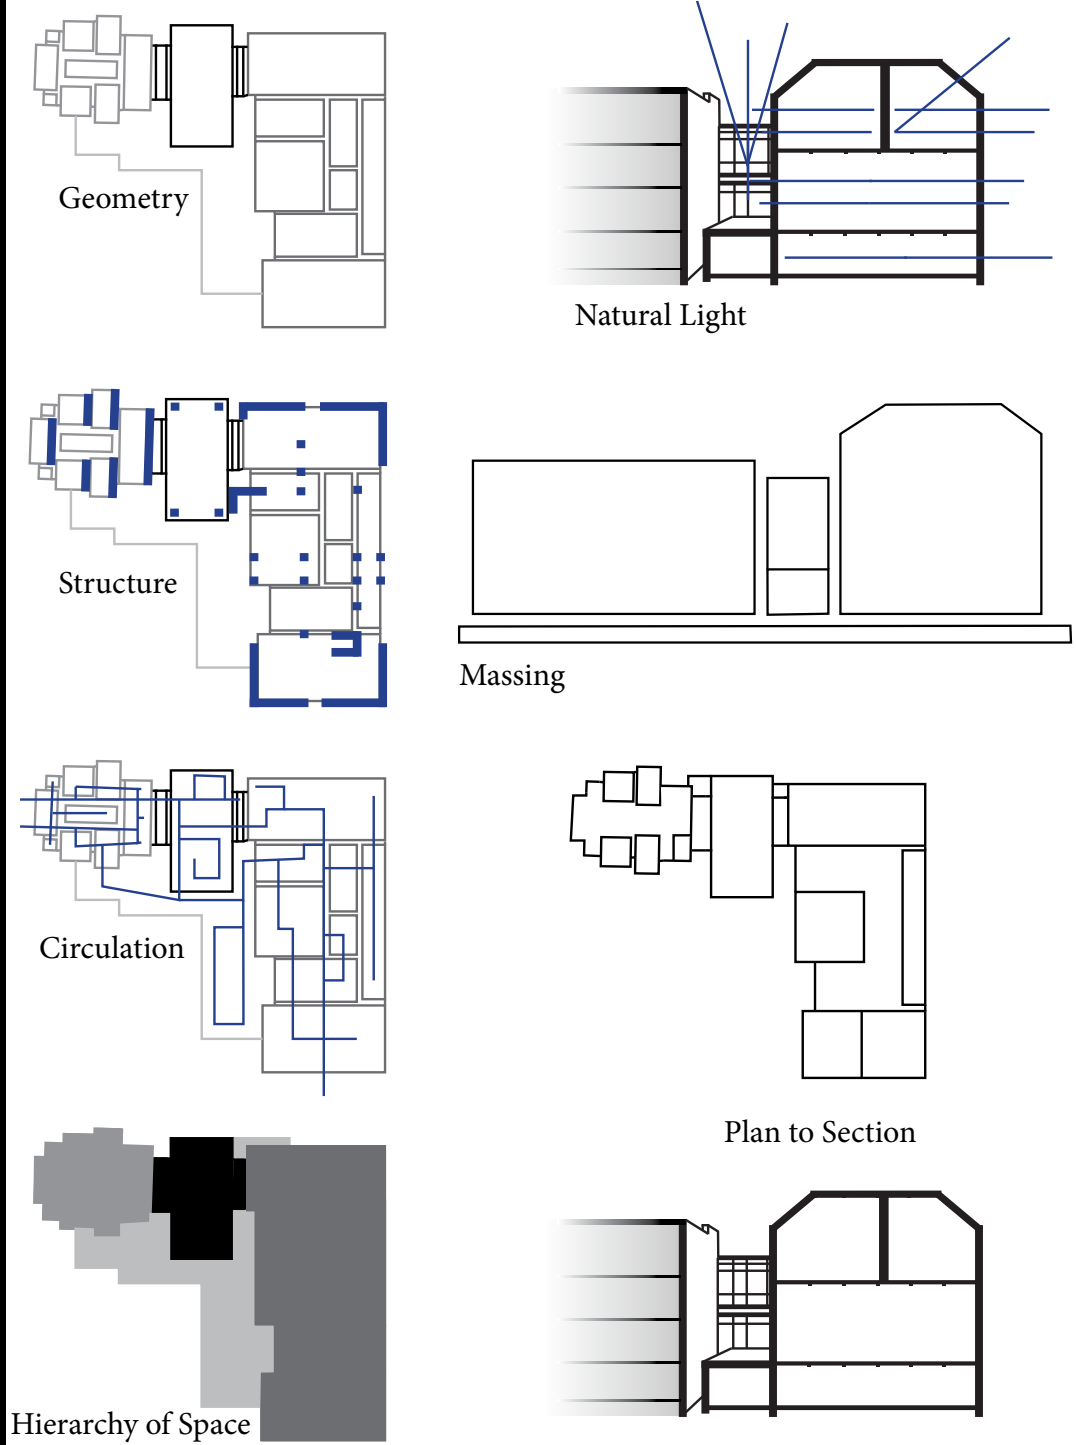 Geometry
Natural Light
Structure
Massing
Circulation
Plan to Section
Hierarchy of Space